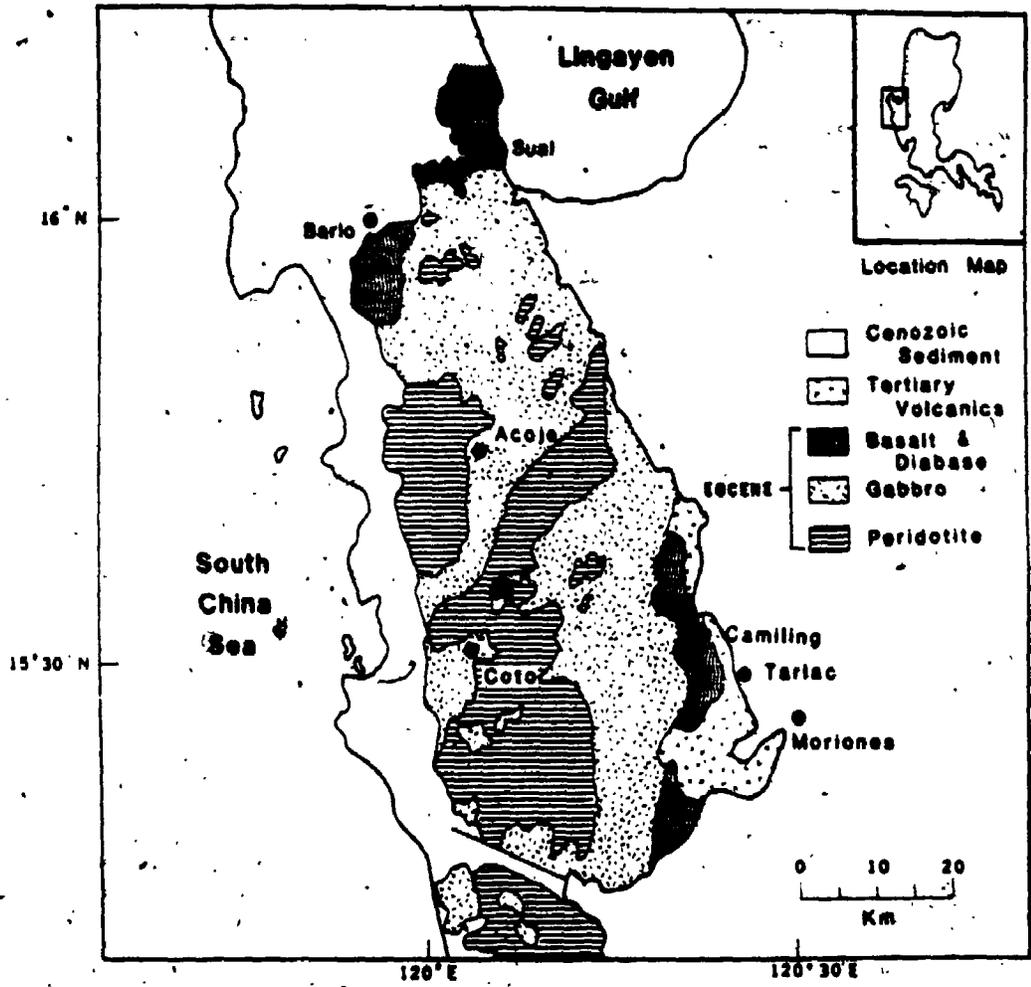 Lingayen
Gulf
Sual
16° N
Barlo
Location Map
Cenozoic
Sediment
Tertiary
Volcanics
Basalt &
Diabase
EOCENE
Gabbro
Peridotite
Acoje
South
China
Sea
Camiling
15°30' N
Tarlac
Coto
Moriones
0 10 20
Km
120°E
120°30'E